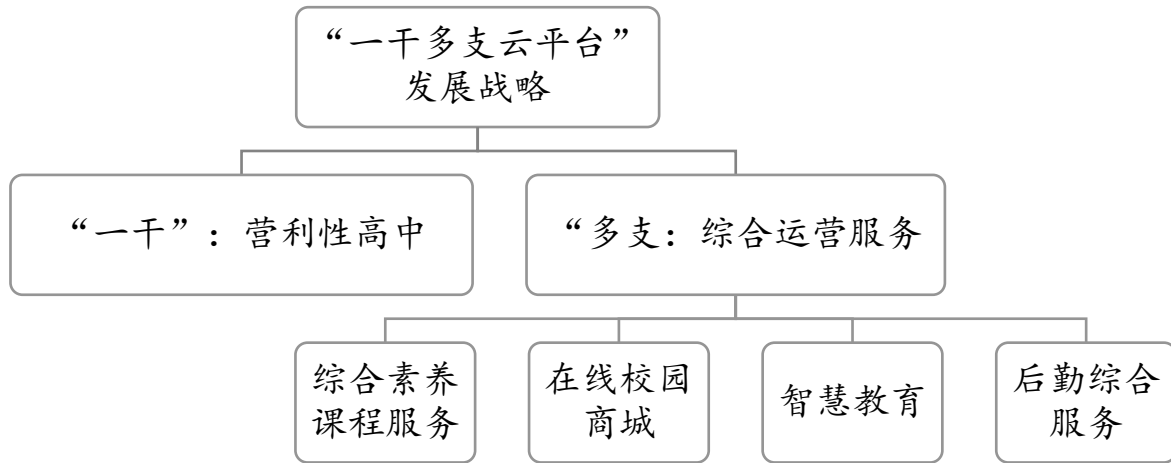 “一干多支云平台”
发展战略
“一干”：营利性高中
“多支：综合运营服务
综合素养
课程服务
在线校园
商城
智慧教育
后勤综合
服务